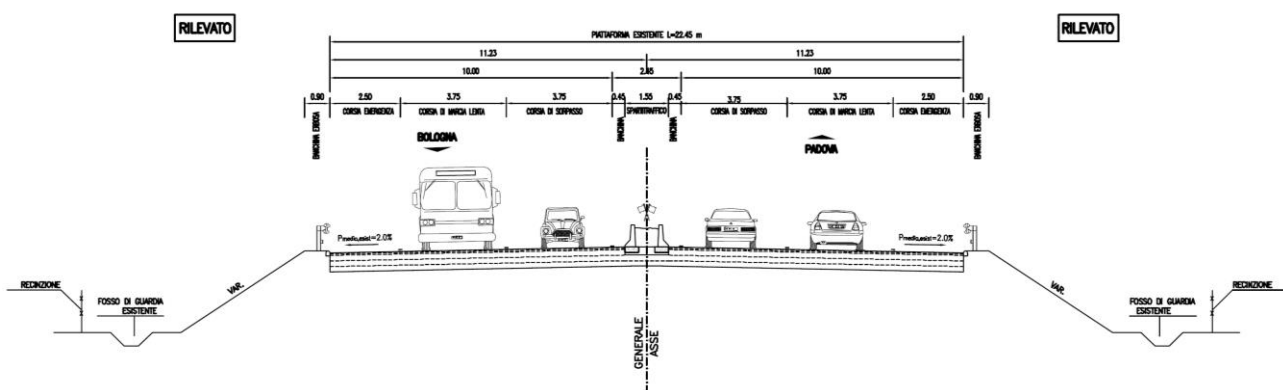 RILEVATO
RILEVATO
PIATTAFORMA ESISTENTE L=22.45 m
11.23 11.23
10.00 2.45 10.00
0.90 2.50 3.75 3.75 0.45 1.55 0.45 3.75 3.75 2.50 0.90
BANCHINA ERBOSA CORSIA EMERGENZA CORSIA DI MARCIA LENTA CORSIA DI SORPASSO BANCHINA SPARTITRAFFICO BANCHINA CORSIA DI SORPASSO CORSIA DI MARCIA LENTA CORSIA EMERGENZA BANCHINA ERBOSA
BOLOGNA
PADOVA
Pmedia,esist=2.0%
Pmedia,esist=2.0%
RECINZIONE
VAR.
VAR.
RECINZIONE
FOSSO DI GUARDIA
ESISTENTE
FOSSO DI GUARDIA
ESISTENTE
GENERALE
ASSE